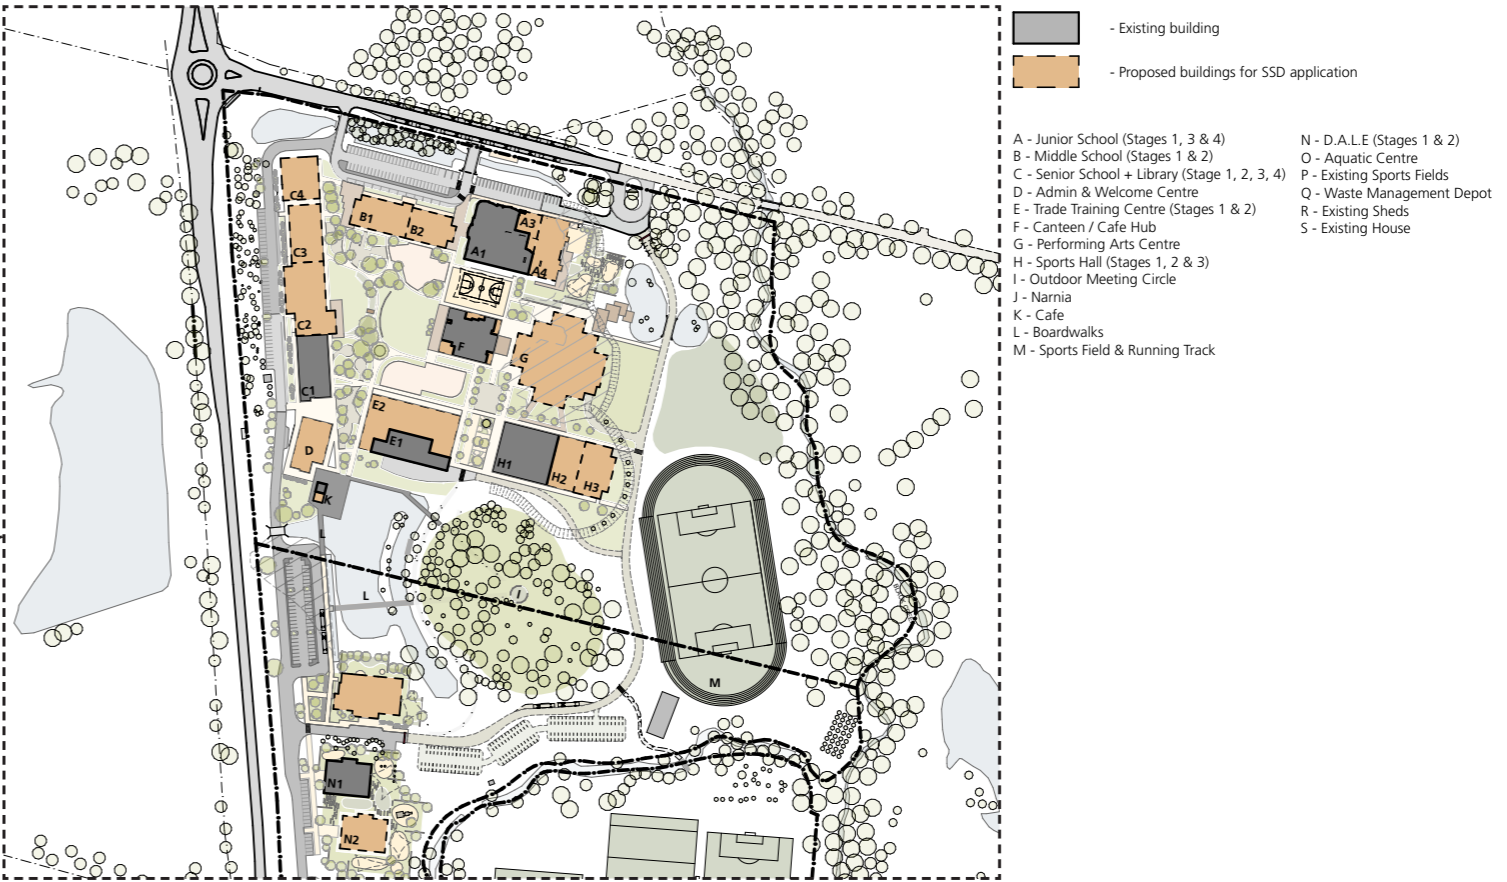 - Existing building
- Proposed buildings for SSD application
A - Junior School (Stages 1, 3 & 4)
B - Middle School (Stages 1 & 2)
C - Senior School + Library (Stage 1, 2, 3, 4)
D - Admin & Welcome Centre
E - Trade Training Centre (Stages 1 & 2)
F - Canteen / Cafe Hub
G - Performing Arts Centre
H - Sports Hall (Stages 1, 2 & 3)
I - Outdoor Meeting Circle
J - Narnia
K - Cafe
L - Boardwalks
M - Sports Field & Running Track
N - D.A.L.E (Stages 1 & 2)
O - Aquatic Centre
P - Existing Sports Fields
Q - Waste Management Depot
R - Existing Sheds
S - Existing House
C4
B1
B2
A3
A1
A4
C3
C2
F
G
C1
E2
E1
D
H1
H2
H3
K
L
L
I
M
N1
N2